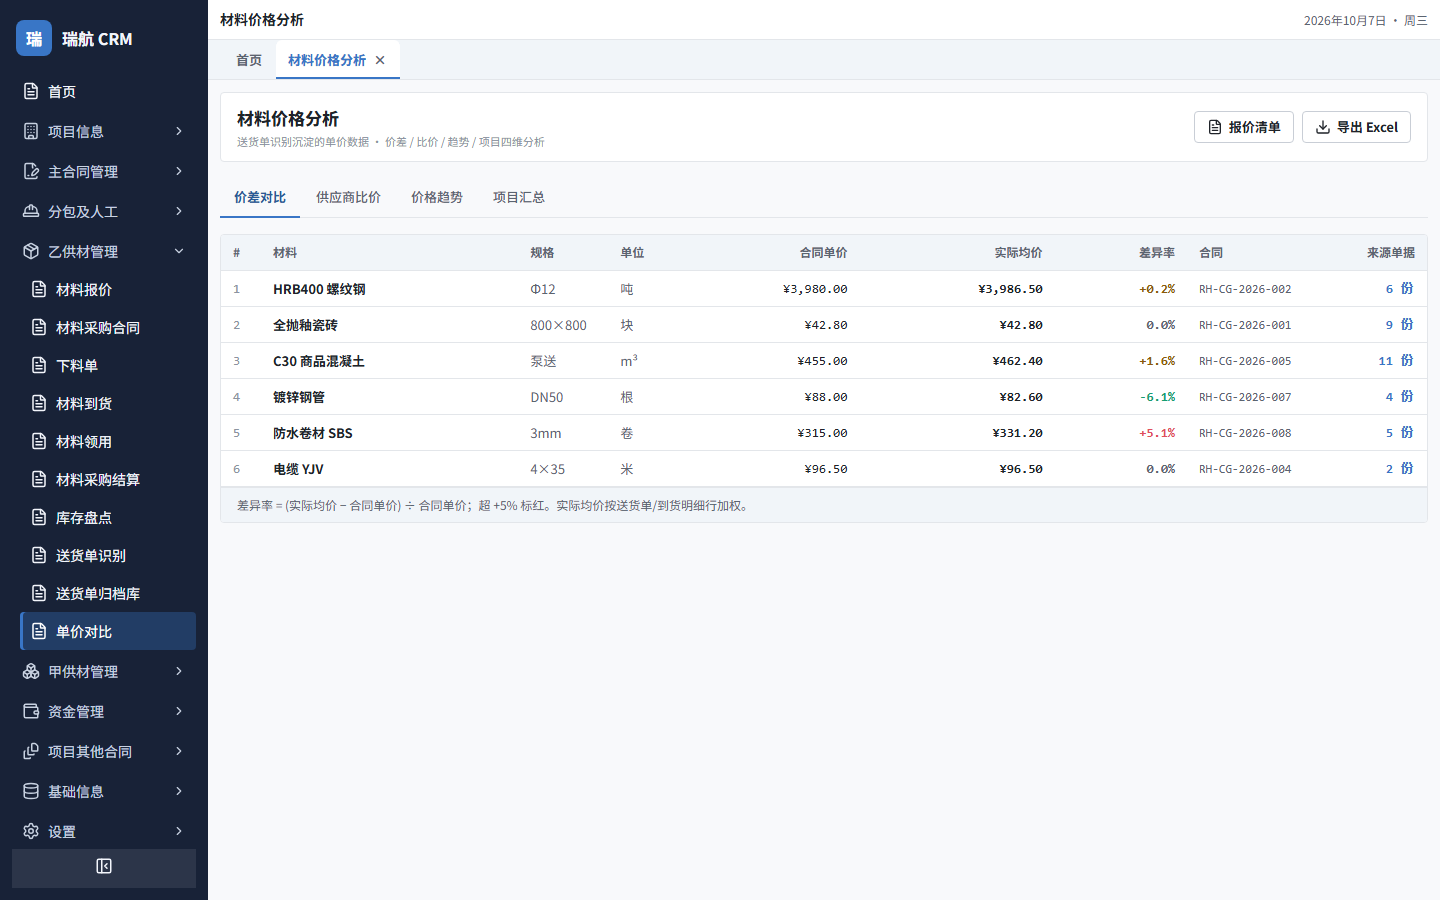 瑞 瑞航 CRM
首页
项目信息
主合同管理
分包及人工
乙供材管理
材料报价
材料采购合同
下料单
材料到货
材料领用
材料采购结算
库存盘点
送货单识别
送货单归档库
单价对比
甲供材管理
资金管理
项目其他合同
基础信息
设置
材料价格分析 2026年10月7日 · 周三
首页 材料价格分析 ×
材料价格分析
送货单识别沉淀的单价数据 · 价差 / 比价 / 趋势 / 项目四维分析
报价清单 导出 Excel
价差对比 供应商比价 价格趋势 项目汇总
# 材料 规格 单位 合同单价 实际均价 差异率 合同 来源单据
1 HRB400 螺纹钢 Φ12 吨 ¥3,980.00 ¥3,986.50 +0.2% RH-CG-2026-002 6 份
2 全抛釉瓷砖 800×800 块 ¥42.80 ¥42.80 0.0% RH-CG-2026-001 9 份
3 C30 商品混凝土 泵送 m³ ¥455.00 ¥462.40 +1.6% RH-CG-2026-005 11 份
4 镀锌钢管 DN50 根 ¥88.00 ¥82.60 -6.1% RH-CG-2026-007 4 份
5 防水卷材 SBS 3mm 卷 ¥315.00 ¥331.20 +5.1% RH-CG-2026-008 5 份
6 电缆 YJV 4×35 米 ¥96.50 ¥96.50 0.0% RH-CG-2026-004 2 份
差异率 = (实际均价 − 合同单价) ÷ 合同单价；超 +5% 标红。实际均价按送货单/到货明细行加权。